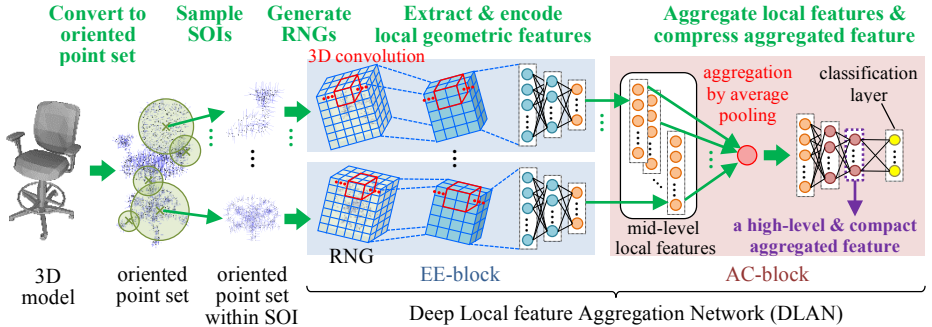 Convert to
oriented
point set
Sample
SOIs
Generate
RNGs
Extract & encode
local geometric features
Aggregate local features &
compress aggregated feature
3D convolution
aggregation
by average
pooling
classification
layer
mid-level
local features
a high-level & compact
aggregated feature
RNG
EE-block
AC-block
3D
model
oriented
point set
oriented
point set
within SOI
Deep Local feature Aggregation Network (DLAN)